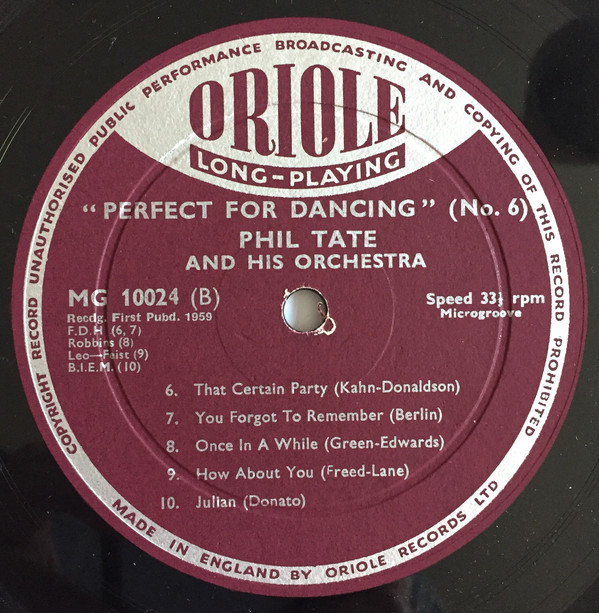 COPYRIGHT RECORD UNAUTHORISED PUBLIC PERFORMANCE BROADCASTING AND COPYING OF THIS RECORD PROHIBITED
ORIOLE
LONG-PLAYING
"PERFECT FOR DANCING" (No. 6)
PHIL TATE
AND HIS ORCHESTRA
MG 10024 (B)
Recdg. First Pubd. 1959
F.D.H (6, 7)
Robbins (8)
Leo—Feist (9)
B.I.E.M. (10)
Speed 33⅓ rpm
Microgroove
6. That Certain Party (Kahn-Donaldson)
7. You Forgot To Remember (Berlin)
8. Once In A While (Green-Edwards)
9. How About You (Freed-Lane)
10. Julian (Donato)
MADE IN ENGLAND BY ORIOLE RECORDS LTD